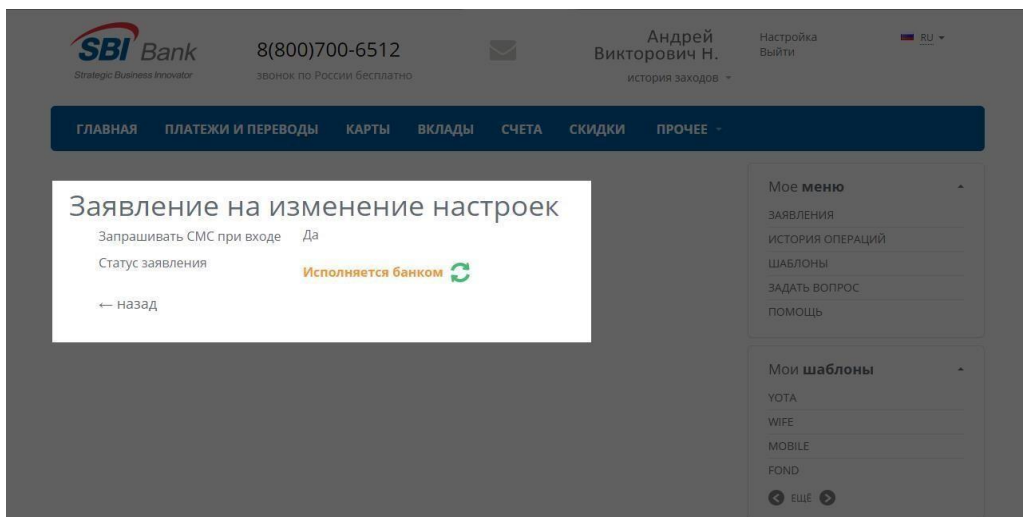 SBI Bank
Strategic Business Innovator
8(800)700-6512
звонок по России бесплатно
Андрей
Викторович Н.
история заходов
Настройка
Выйти
RU
ГЛАВНАЯ ПЛАТЕЖИ И ПЕРЕВОДЫ КАРТЫ ВКЛАДЫ СЧЕТА СКИДКИ ПРОЧЕЕ
Заявление на изменение настроек
Запрашивать СМС при входе Да
Статус заявления
Исполняется банком
← назад
Мое меню
ЗАЯВЛЕНИЯ
ИСТОРИЯ ОПЕРАЦИЙ
ШАБЛОНЫ
ЗАДАТЬ ВОПРОС
ПОМОЩЬ
Мои шаблоны
YOTA
WIFE
MOBILE
FOND
ЕЩЕ